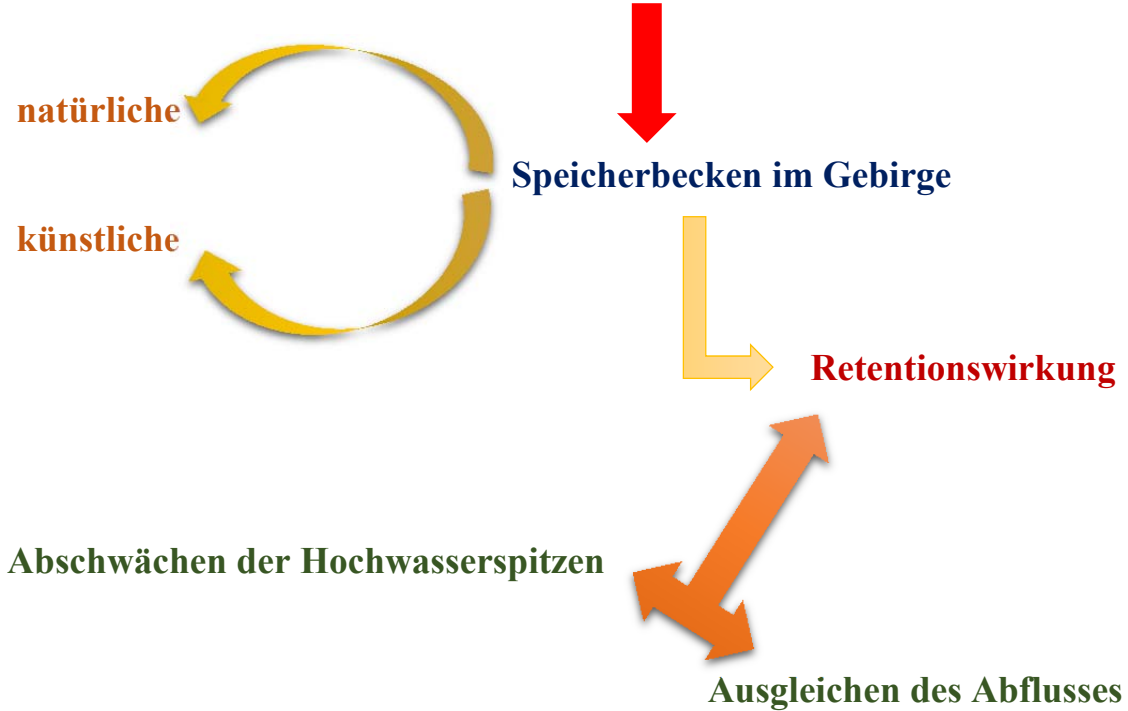 natürliche
Speicherbecken im Gebirge
künstliche
Retentionswirkung
Abschwächen der Hochwasserspitzen
Ausgleichen des Abflusses